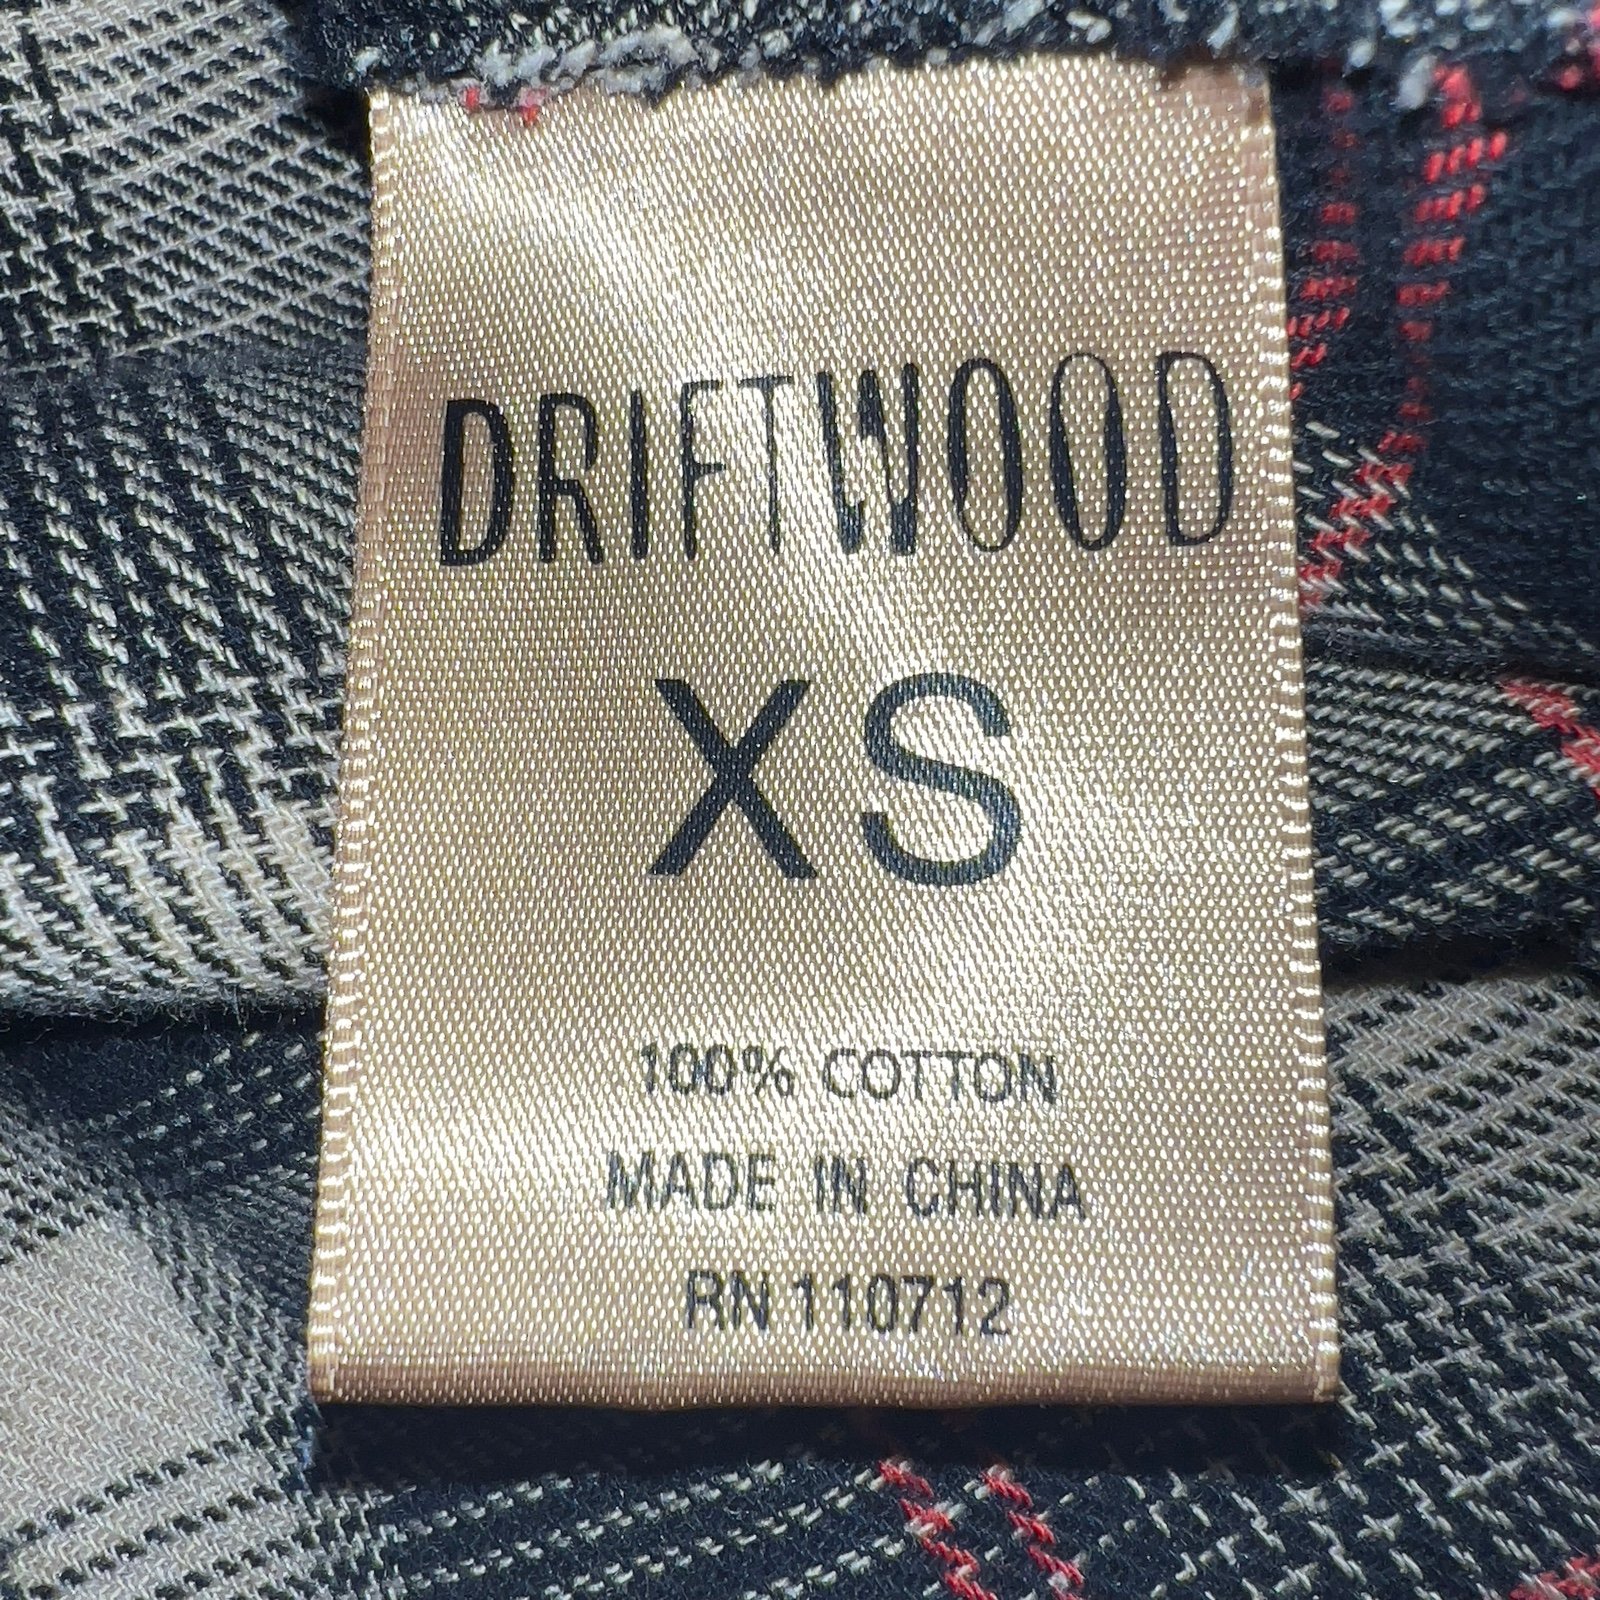 DRIFTWOOD
XS
100% COTTON
MADE IN CHINA
RN 110712